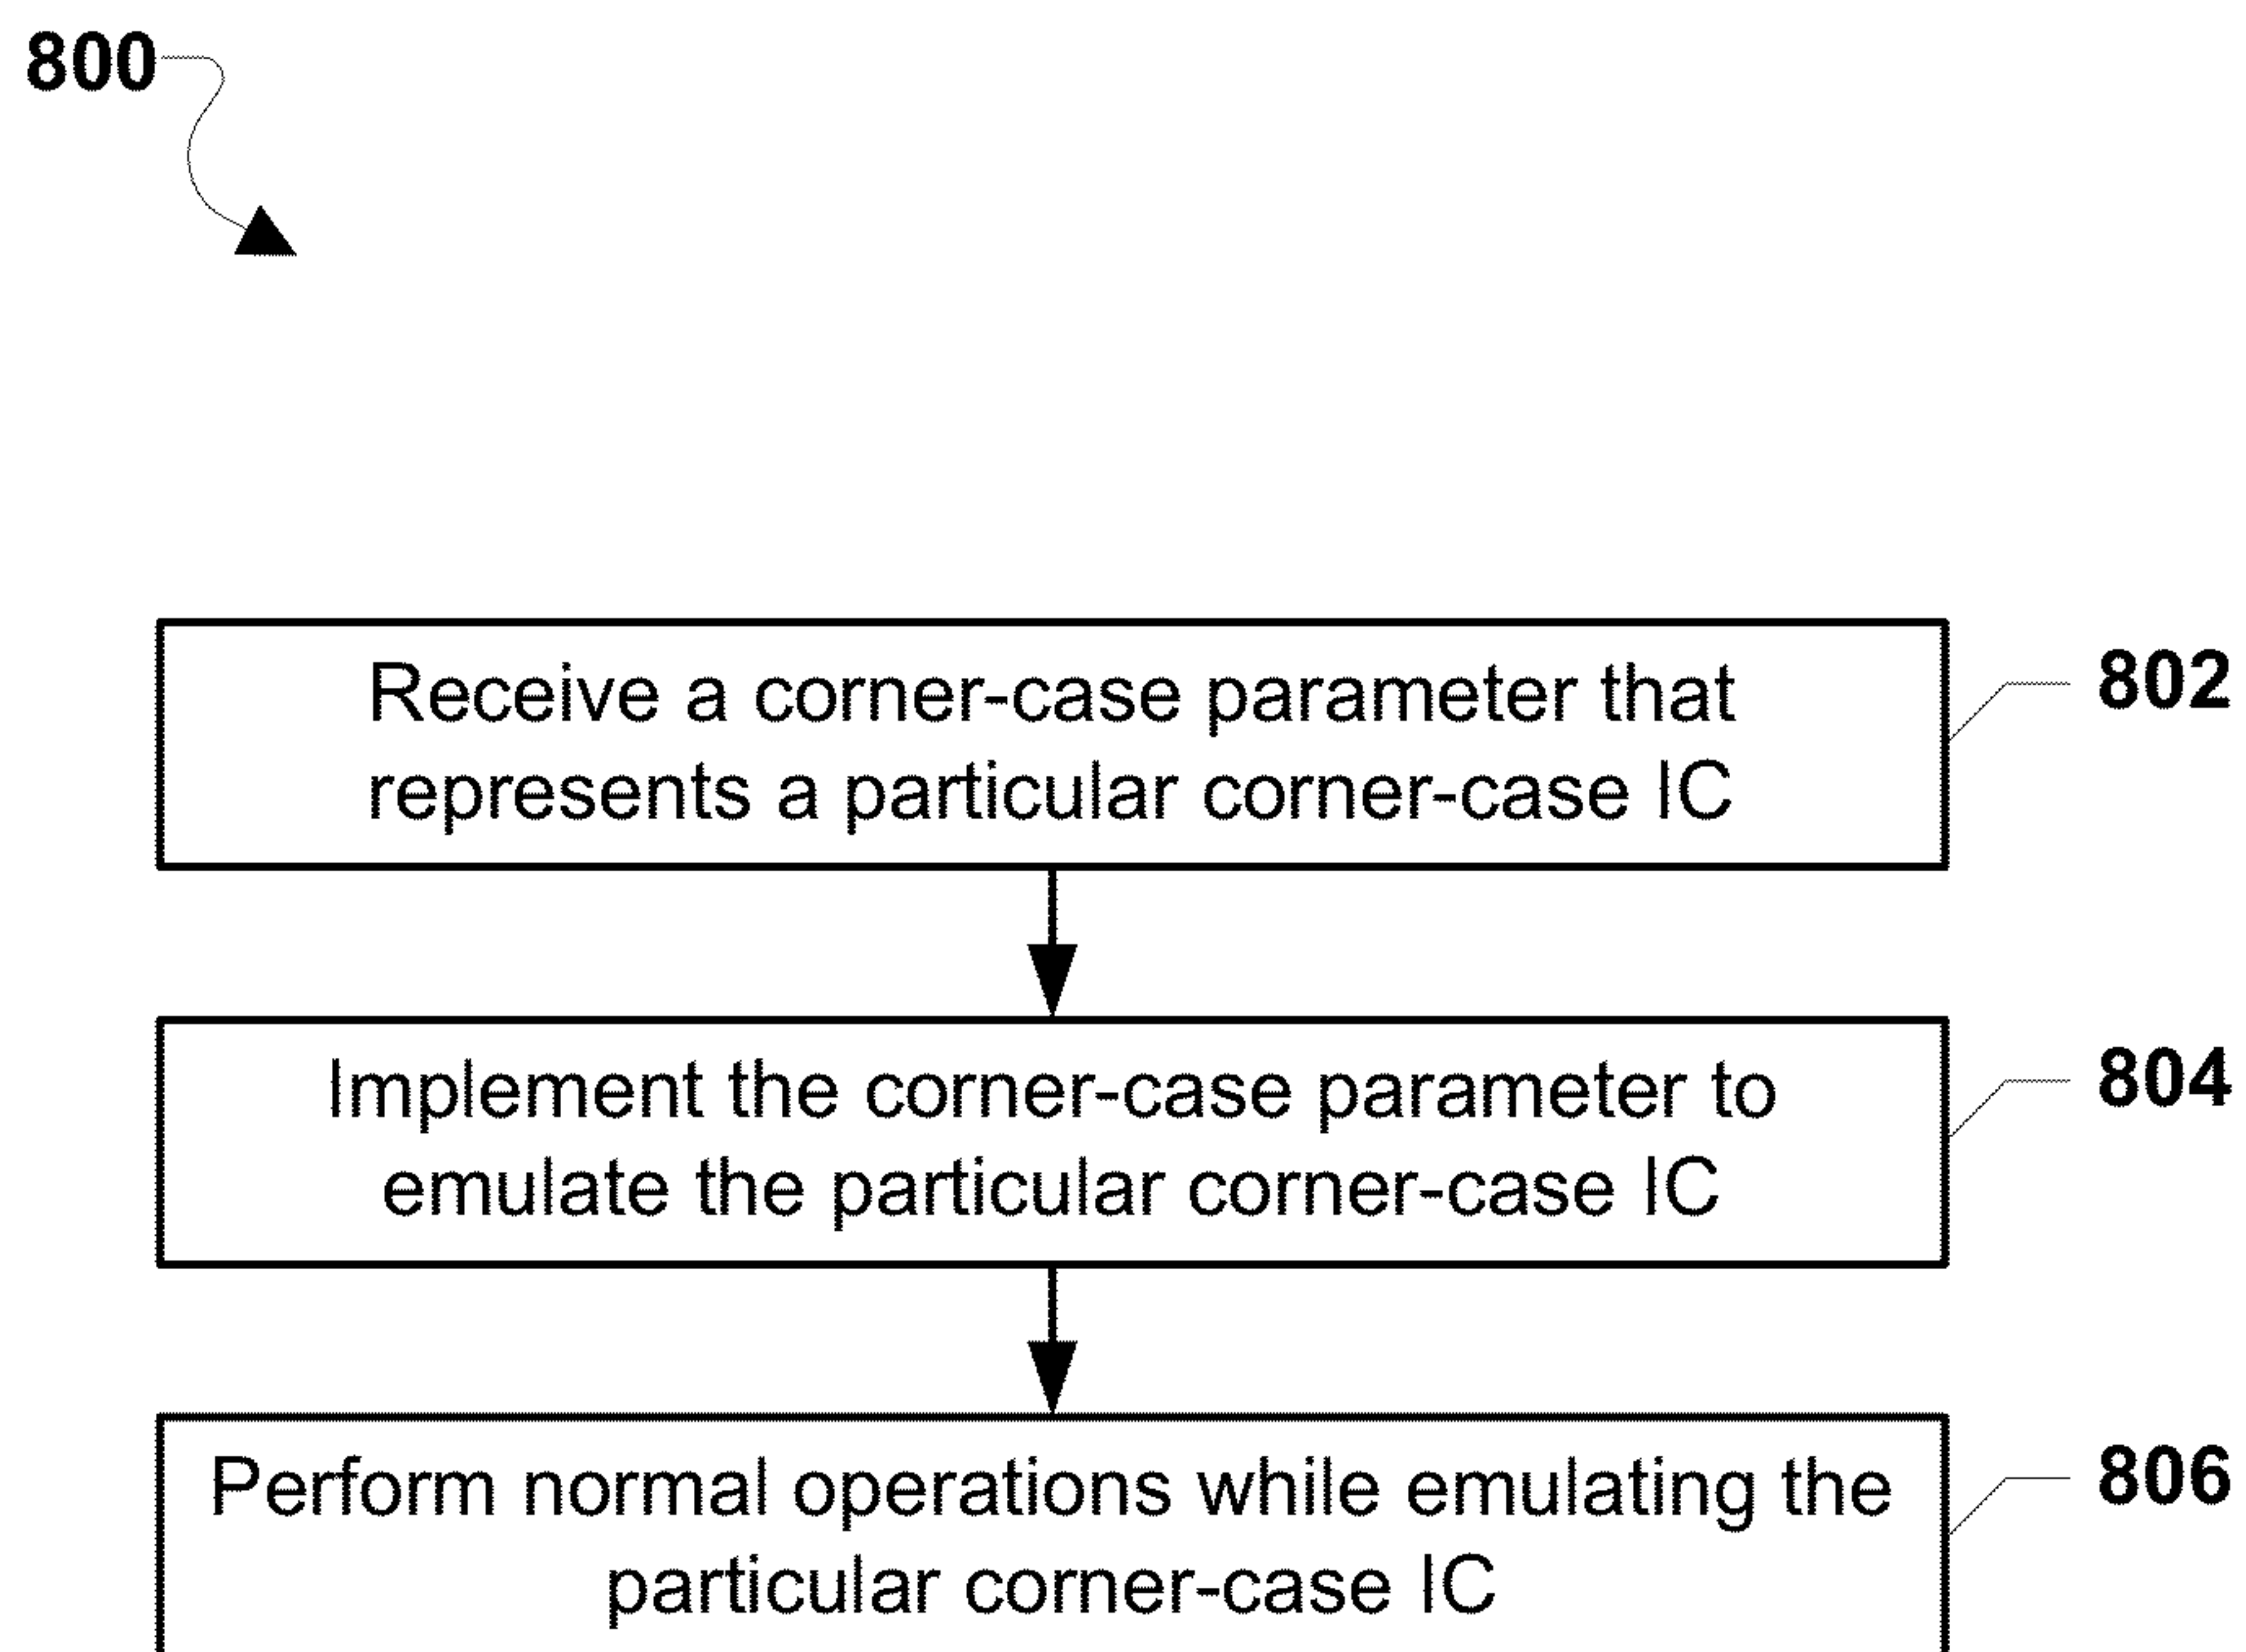 800
Receive a corner-case parameter that
represents a particular corner-case IC
802
Implement the corner-case parameter to
emulate the particular corner-case IC
804
Perform normal operations while emulating the
particular corner-case IC
806